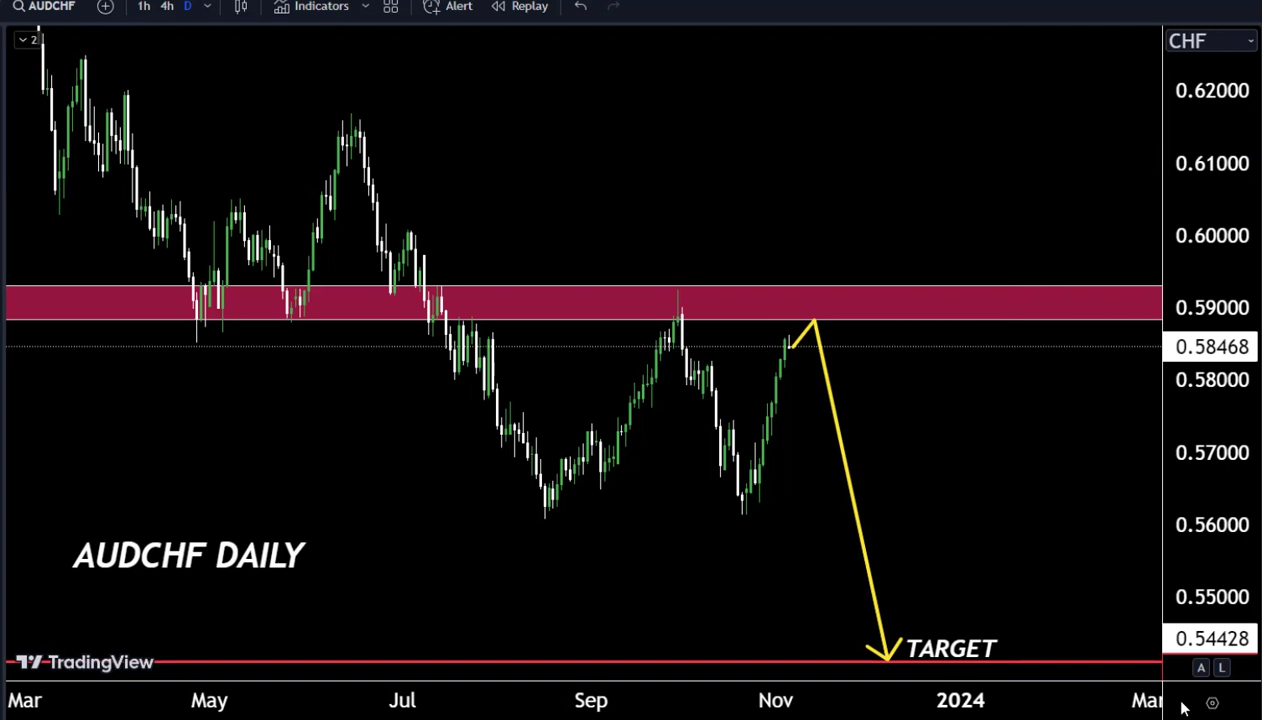 AUDCHF 1h 4h D Indicators Alert Replay
2
CHF
0.62000
0.61000
0.60000
0.59000
0.58468
0.58000
0.57000
0.56000
AUDCHF DAILY
0.55000
0.54428
TARGET
TradingView
A L
Mar May Jul Sep Nov 2024 Mar